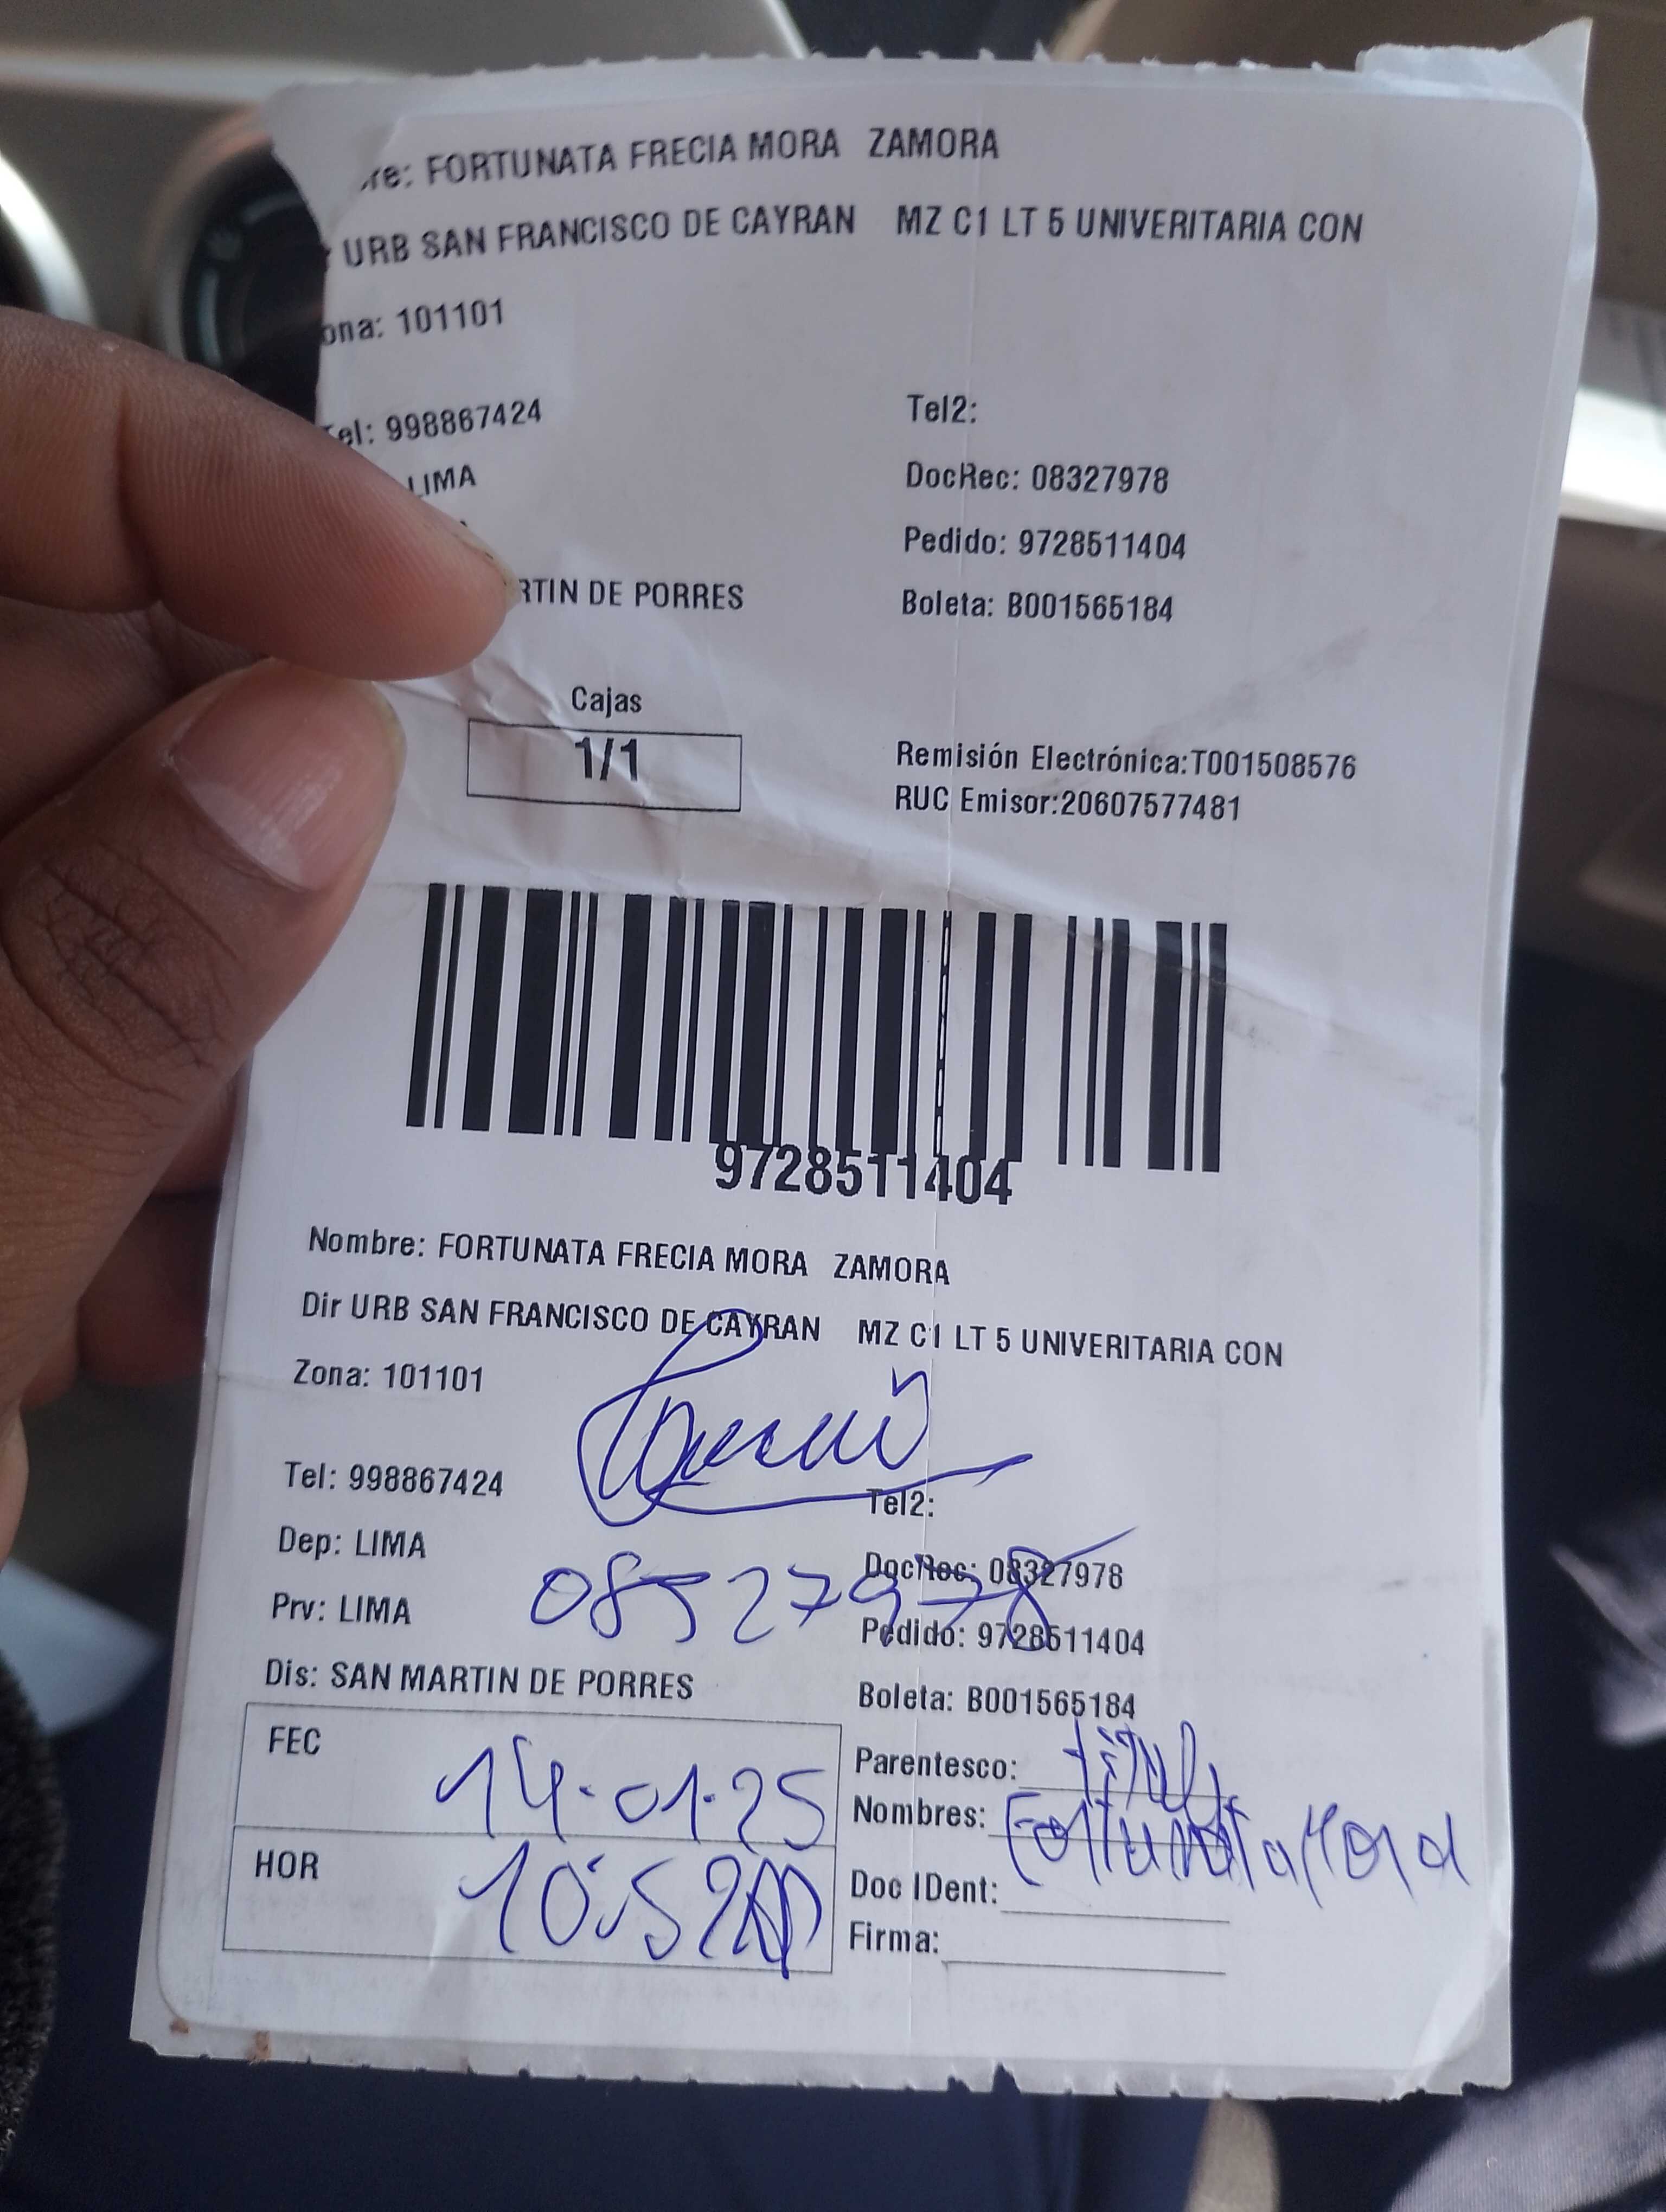 re: FORTUNATA FRECIA MORA ZAMORA
URB SAN FRANCISCO DE CAYRAN MZ C1 LT 5 UNIVERITARIA CON
ona: 101101
Tel: 998867424 Tel2:
LIMA DocRec: 08327978
Pedido: 9728511404
RTIN DE PORRES Boleta: B001565184
Cajas
1/1
Remisión Electrónica:T001508576
RUC Emisor:20607577481
9728511404
Nombre: FORTUNATA FRECIA MORA ZAMORA
Dir URB SAN FRANCISCO DE CAYRAN MZ C1 LT 5 UNIVERITARIA CON
Zona: 101101
Tel: 998867424 Tel2:
Dep: LIMA DocRec: 08327978
Prv: LIMA Pedido: 9728511404
Dis: SAN MARTIN DE PORRES Boleta: B001565184
FEC 14-01-25 Parentesco:
Nombres: Fortunata Mora
HOR Doc IDent:
Firma: